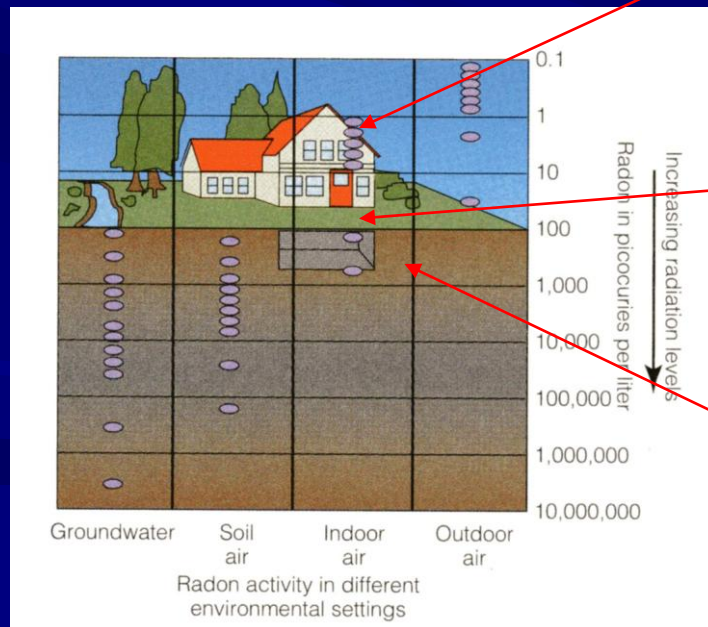 0.1
1
10
100
1,000
10,000
100,000
1,000,000
10,000,000
Radon in picocuries per liter
Increasing radiation levels
Groundwater
Soil
air
Indoor
air
Outdoor
air
Radon activity in different
environmental settings